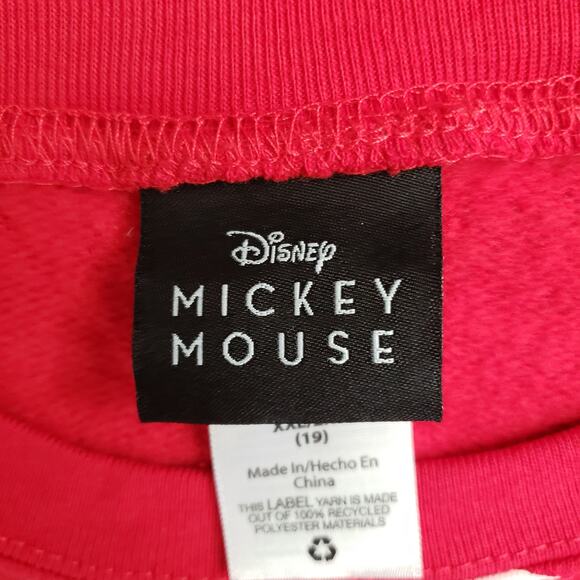 Disney
MICKEY
MOUSE
(19)
Made In/Hecho En
China
THIS LABEL YARN IS MADE
OUT OF 100% RECYCLED
POLYESTER MATERIALS